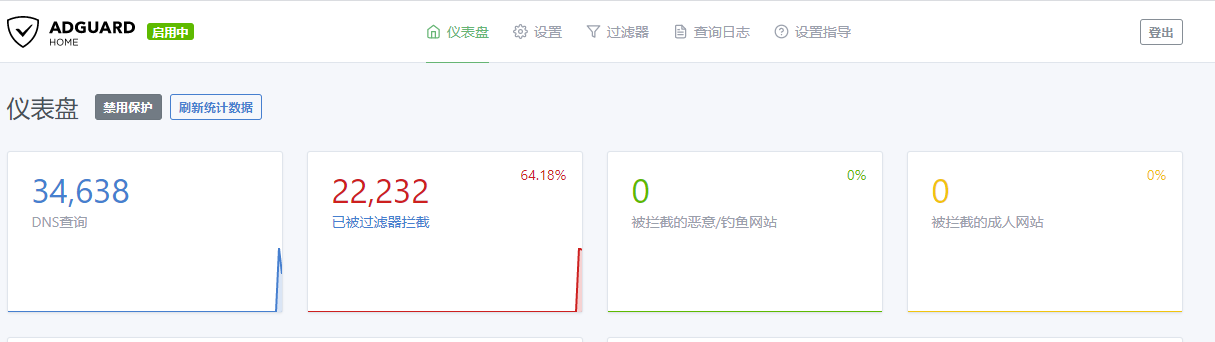 ADGUARD 启用中 仪表盘 设置 过滤器 查询日志 设置指导 登出
HOME
仪表盘 禁用保护 刷新统计数据
34,638 22,232 64.18% 0 0% 0 0%
DNS查询 已被过滤器拦截 被拦截的恶意/钓鱼网站 被拦截的成人网站